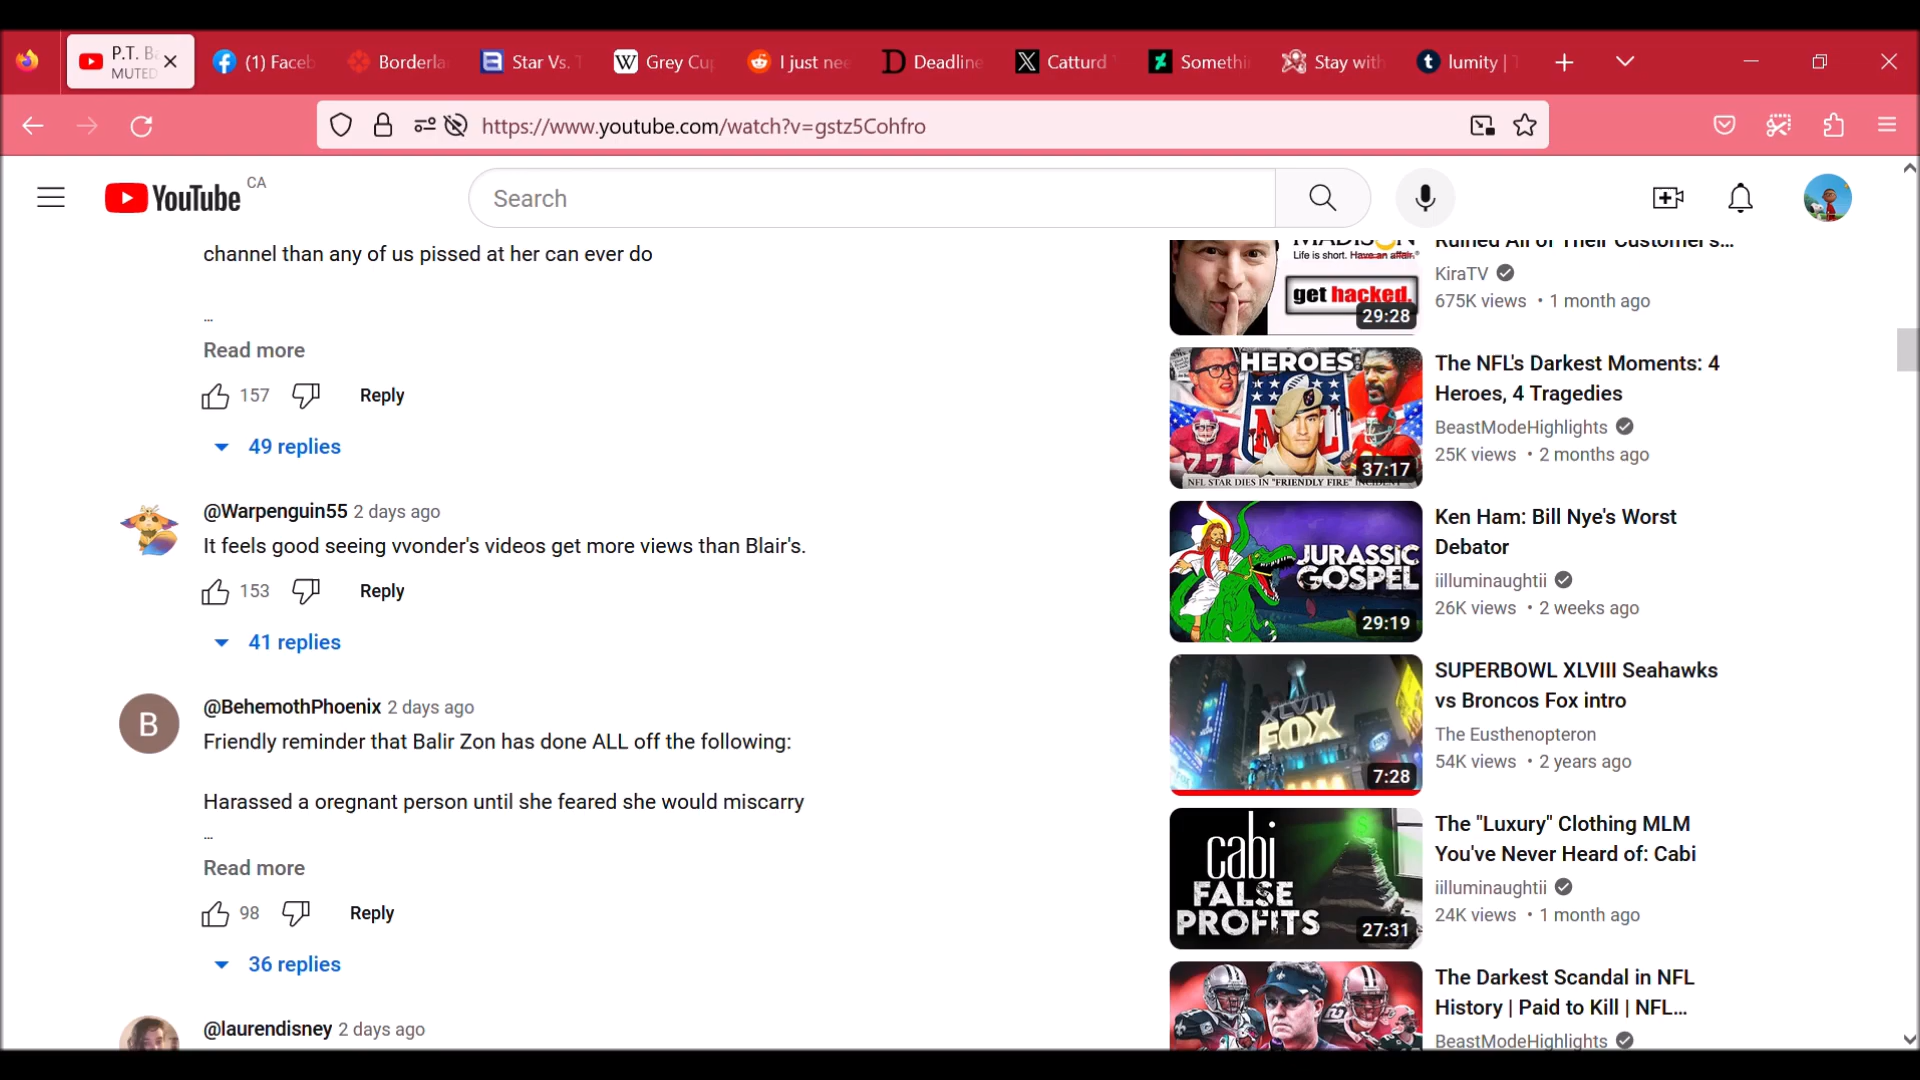 P.T. Ba
MUTED
(1) Faceb
Borderla
Star Vs. T
Grey Cup
I just nee
Deadline
Catturd
Somethi
Stay with
lumity | T
https://www.youtube.com/watch?v=gstz5Cohfro
YouTube CA
Search
channel than any of us pissed at her can ever do
...
Read more
157
Reply
49 replies
@Warpenguin55 2 days ago
It feels good seeing vvonder's videos get more views than Blair's.
153
Reply
41 replies
B
@BehemothPhoenix 2 days ago
Friendly reminder that Balir Zon has done ALL off the following:
Harassed a oregnant person until she feared she would miscarry
...
Read more
98
Reply
36 replies
@laurendisney 2 days ago
MADISON
Life is short. Have an affair.®
get hacked.
29:28
Ruined All of Their Customer's...
KiraTV
675K views • 1 month ago
HEROES:
NFL STAR DIES IN "FRIENDLY FIRE" INCIDENT
37:17
The NFL's Darkest Moments: 4
Heroes, 4 Tragedies
BeastModeHighlights
25K views • 2 months ago
JURASSIC
GOSPEL
29:19
Ken Ham: Bill Nye's Worst
Debator
iilluminaughtii
26K views • 2 weeks ago
XLVIII
FOX
7:28
SUPERBOWL XLVIII Seahawks
vs Broncos Fox intro
The Eusthenopteron
54K views • 2 years ago
cabi
FALSE
PROFITS
27:31
The "Luxury" Clothing MLM
You've Never Heard of: Cabi
iilluminaughtii
24K views • 1 month ago
The Darkest Scandal in NFL
History | Paid to Kill | NFL...
BeastModeHighlights